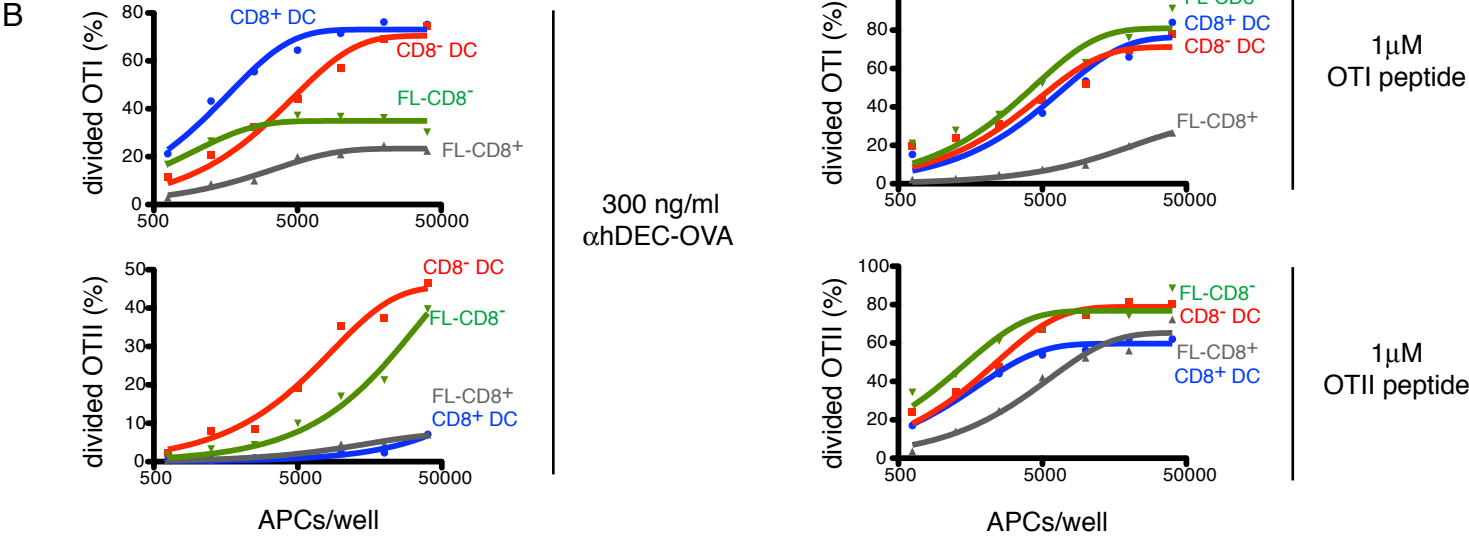 B
divided OTI (%)
80
60
40
20
0
500
5000
50000
CD8+ DC
CD8- DC
FL-CD8-
FL-CD8+
divided OTII (%)
50
40
30
20
10
0
500
5000
50000
CD8- DC
FL-CD8-
FL-CD8+
CD8+ DC
APCs/well
300 ng/ml
αhDEC-OVA
divided OTI (%)
80
60
40
20
0
500
5000
50000
CD8+ DC
CD8- DC
FL-CD8+
1µM
OTI peptide
divided OTII (%)
100
80
60
40
20
0
500
5000
50000
FL-CD8-
CD8- DC
FL-CD8+
CD8+ DC
APCs/well
1µM
OTII peptide